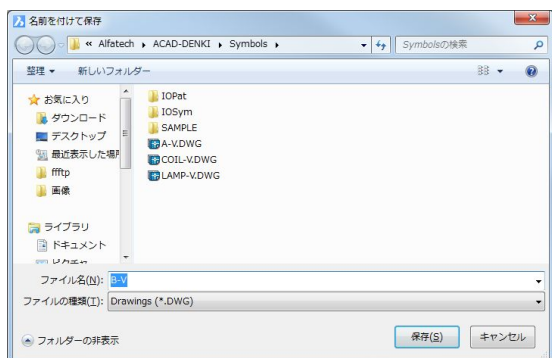 名前を付けて保存
« Alfatech ▸ ACAD-DENKI ▸ Symbols ▸
Symbolsの検索
整理 ▼ 新しいフォルダー
お気に入り
ダウンロード
デスクトップ
最近表示した場所
ffftp
画像
ライブラリ
ドキュメント
IOPat
IOSym
SAMPLE
A-V.DWG
COIL-V.DWG
LAMP-V.DWG
ファイル名(N): B-V
ファイルの種類(T): Drawings (*.DWG)
フォルダーの非表示
保存(S) キャンセル